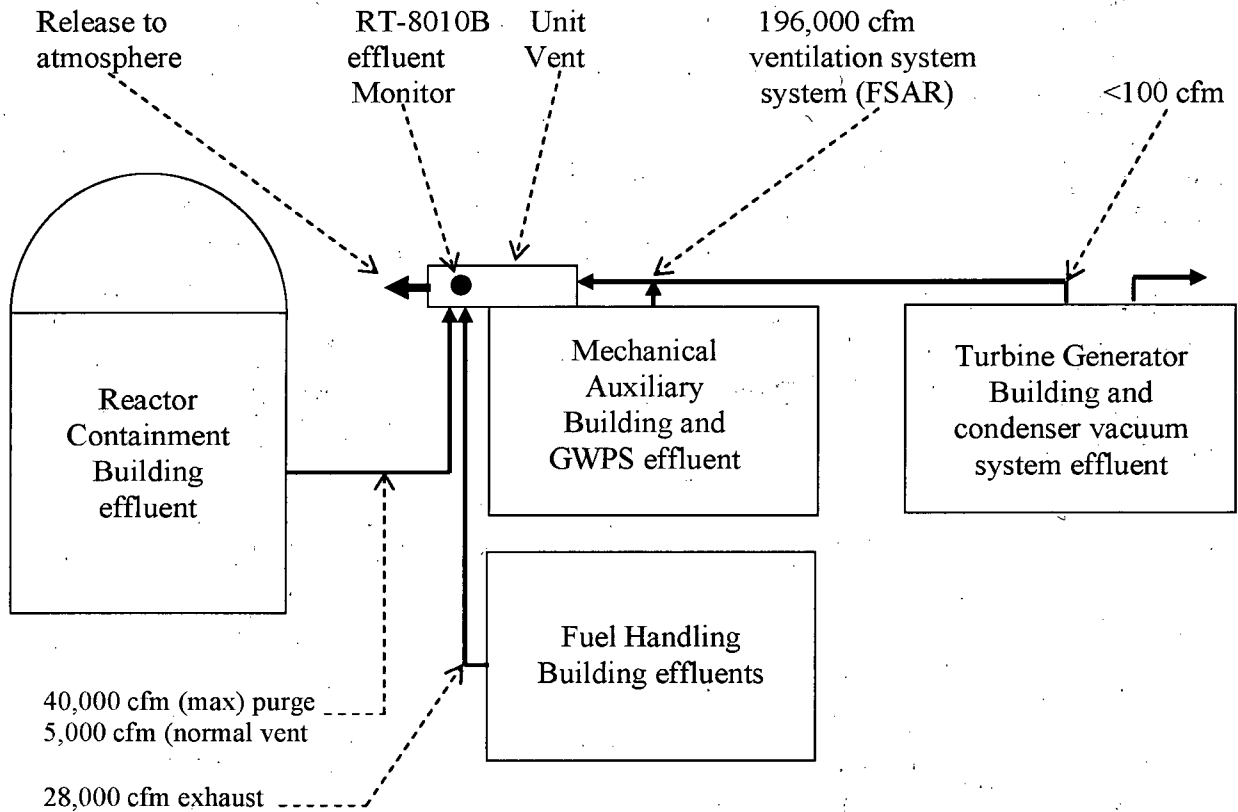 Release to
atmosphere
RT-8010B
effluent
Monitor
Unit
Vent
196,000 cfm
ventilation system
system (FSAR)
<100 cfm
Reactor
Containment
Building
effluent
Mechanical
Auxiliary
Building and
GWPS effluent
Turbine Generator
Building and
condenser vacuum
system effluent
Fuel Handling
Building effluents
40,000 cfm (max) purge
5,000 cfm (normal vent
28,000 cfm exhaust